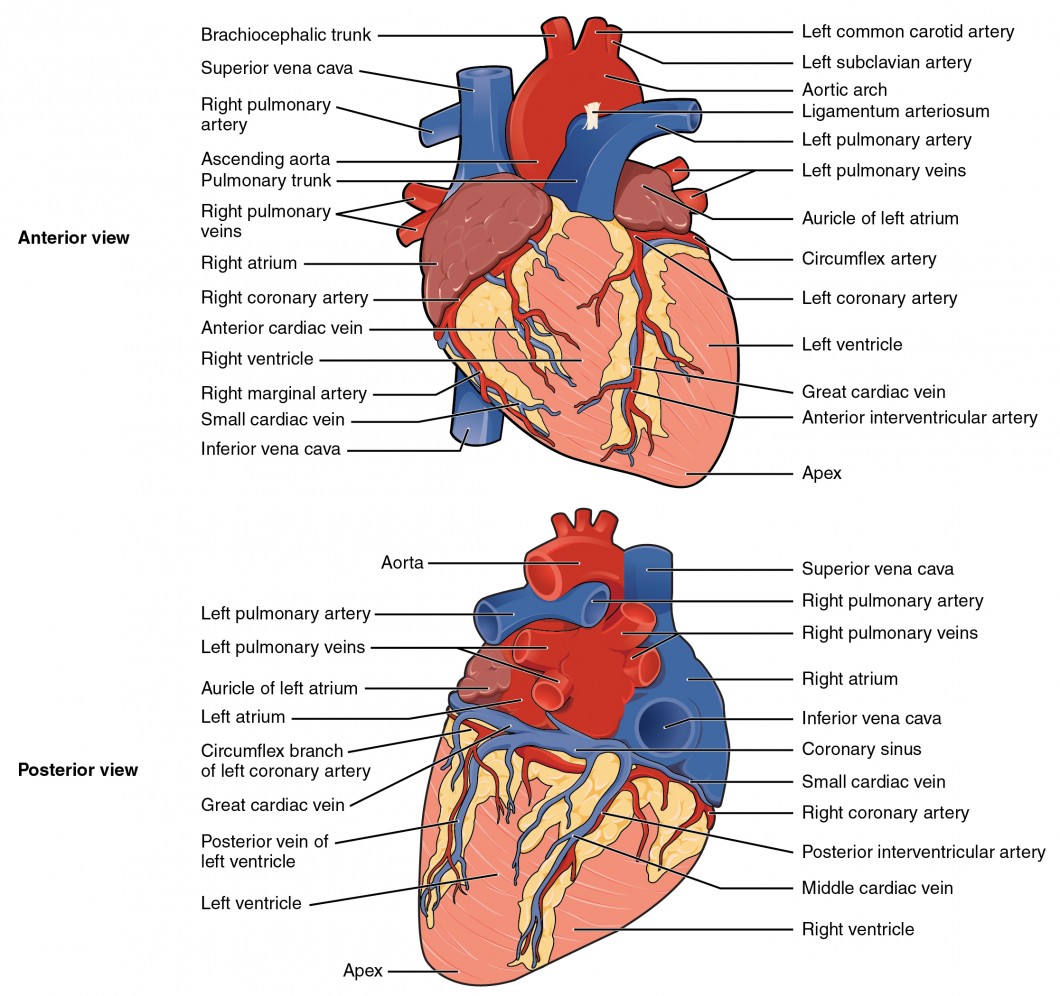 Brachiocephalic trunk
Superior vena cava
Right pulmonary
artery
Ascending aorta
Pulmonary trunk
Right pulmonary
veins
Anterior view
Right atrium
Right coronary artery
Anterior cardiac vein
Right ventricle
Right marginal artery
Small cardiac vein
Inferior vena cava
Left common carotid artery
Left subclavian artery
Aortic arch
Ligamentum arteriosum
Left pulmonary artery
Left pulmonary veins
Auricle of left atrium
Circumflex artery
Left coronary artery
Left ventricle
Great cardiac vein
Anterior interventricular artery
Apex
Aorta
Left pulmonary artery
Left pulmonary veins
Auricle of left atrium
Left atrium
Circumflex branch
of left coronary artery
Posterior view
Great cardiac vein
Posterior vein of
left ventricle
Left ventricle
Apex
Superior vena cava
Right pulmonary artery
Right pulmonary veins
Right atrium
Inferior vena cava
Coronary sinus
Small cardiac vein
Right coronary artery
Posterior interventricular artery
Middle cardiac vein
Right ventricle